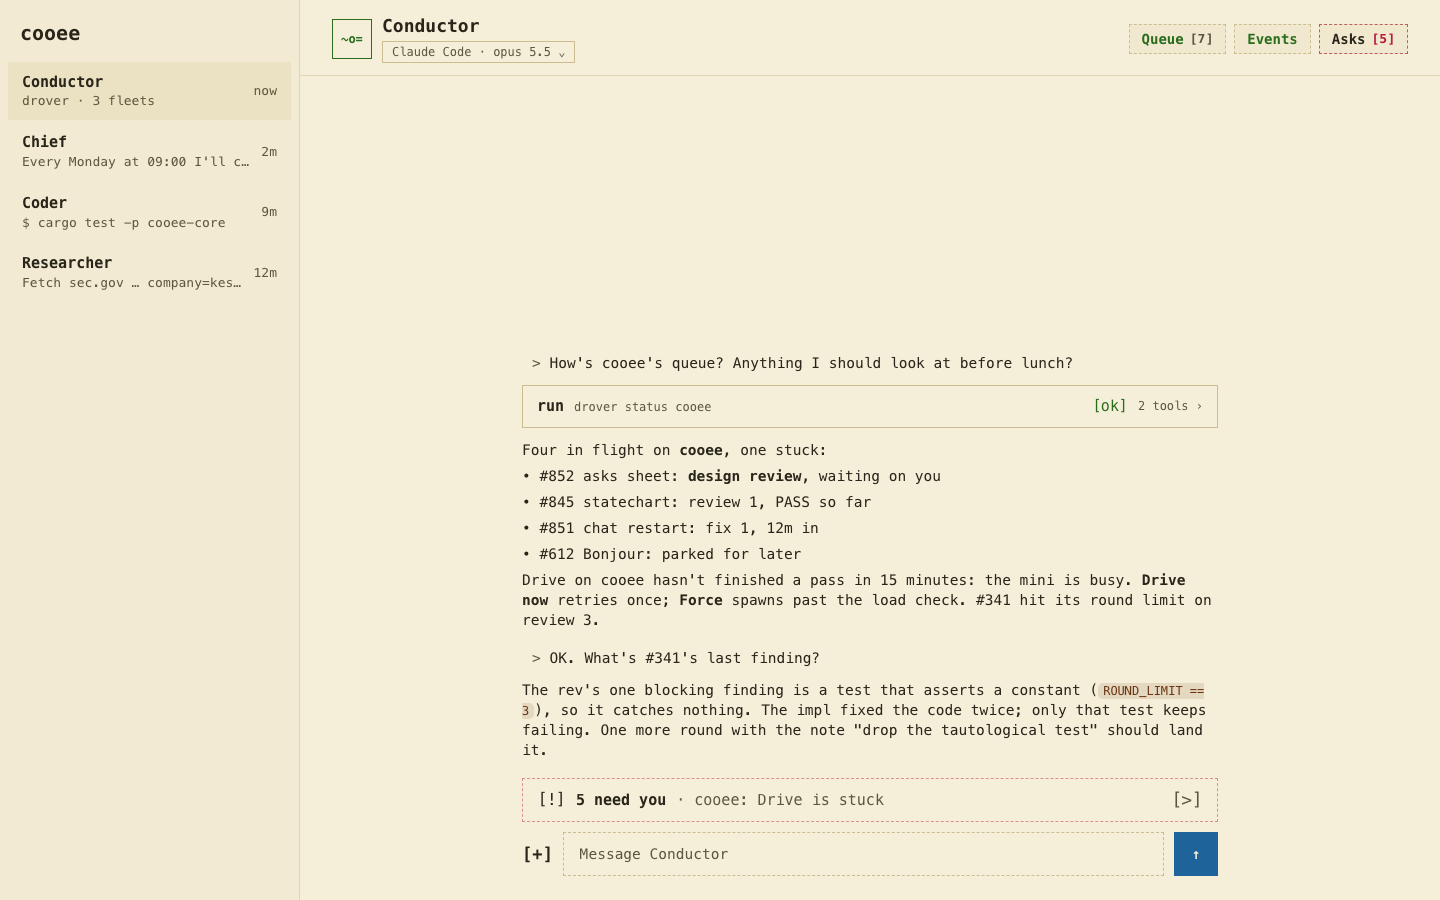 cooee
Conductor
drover · 3 fleets
now
Chief
Every Monday at 09:00 I'll c…
2m
Coder
$ cargo test −p cooee−core
9m
Researcher
Fetch sec.gov … company=kes…
12m
~o=
Conductor
Claude Code · opus 5.5 ⌄
Queue [7]
Events
Asks [5]
> How's cooee's queue? Anything I should look at before lunch?
run drover status cooee
[ok] 2 tools ›
Four in flight on cooee, one stuck:
• #852 asks sheet: design review, waiting on you
• #845 statechart: review 1, PASS so far
• #851 chat restart: fix 1, 12m in
• #612 Bonjour: parked for later
Drive on cooee hasn't finished a pass in 15 minutes: the mini is busy. Drive
now retries once; Force spawns past the load check. #341 hit its round limit on
review 3.
> OK. What's #341's last finding?
The rev's one blocking finding is a test that asserts a constant (ROUND_LIMIT ==
3), so it catches nothing. The impl fixed the code twice; only that test keeps
failing. One more round with the note "drop the tautological test" should land
it.
[!] 5 need you · cooee: Drive is stuck [>]
[+] Message Conductor ↑